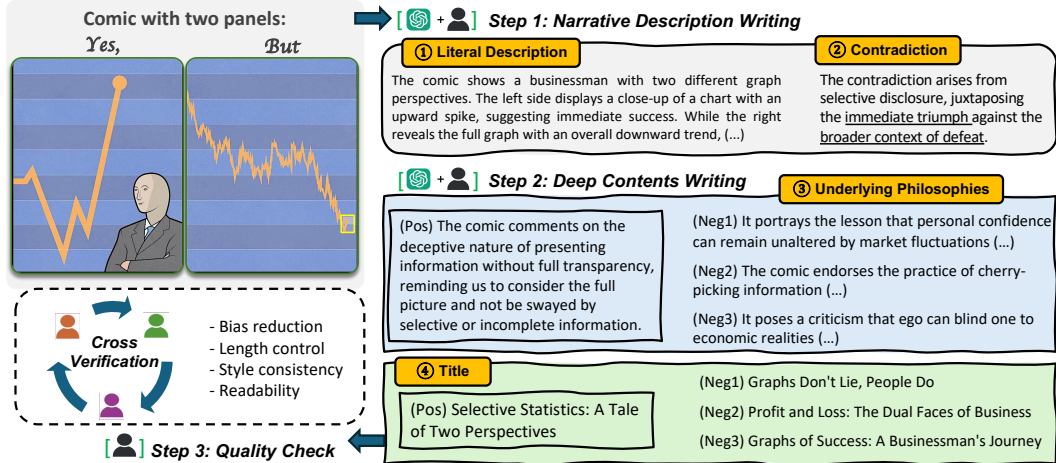 Comic with two panels:
Yes,
But
[ + ] Step 1: Narrative Description Writing
① Literal Description
The comic shows a businessman with two different graph
perspectives. The left side displays a close-up of a chart with an
upward spike, suggesting immediate success. While the right
reveals the full graph with an overall downward trend, (...)
② Contradiction
The contradiction arises from
selective disclosure, juxtaposing
the immediate triumph against the
broader context of defeat.
[ + ] Step 2: Deep Contents Writing
③ Underlying Philosophies
(Pos) The comic comments on the
deceptive nature of presenting
information without full transparency,
reminding us to consider the full
picture and not be swayed by
selective or incomplete information.
(Neg1) It portrays the lesson that personal confidence
can remain unaltered by market fluctuations (...)
(Neg2) The comic endorses the practice of cherry-
picking information (...)
(Neg3) It poses a criticism that ego can blind one to
economic realities (...)
④ Title
(Pos) Selective Statistics: A Tale
of Two Perspectives
(Neg1) Graphs Don't Lie, People Do
(Neg2) Profit and Loss: The Dual Faces of Business
(Neg3) Graphs of Success: A Businessman's Journey
Cross
Verification
- Bias reduction
- Length control
- Style consistency
- Readability
[ ] Step 3: Quality Check